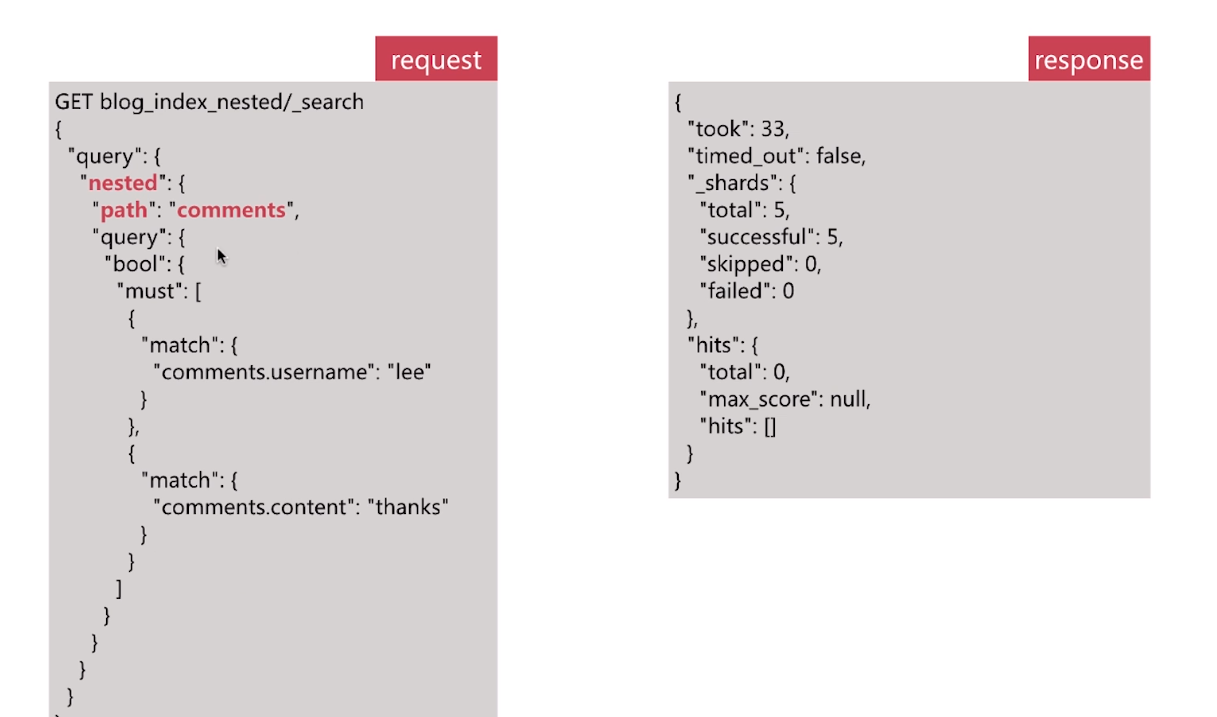 request
GET blog_index_nested/_search
{
"query": {
"nested": {
"path": "comments",
"query": {
"bool": {
"must": [
{
"match": {
"comments.username": "lee"
}
},
{
"match": {
"comments.content": "thanks"
}
}
]
}
}
}
}
response
{
"took": 33,
"timed_out": false,
"_shards": {
"total": 5,
"successful": 5,
"skipped": 0,
"failed": 0
},
"hits": {
"total": 0,
"max_score": null,
"hits": []
}
}